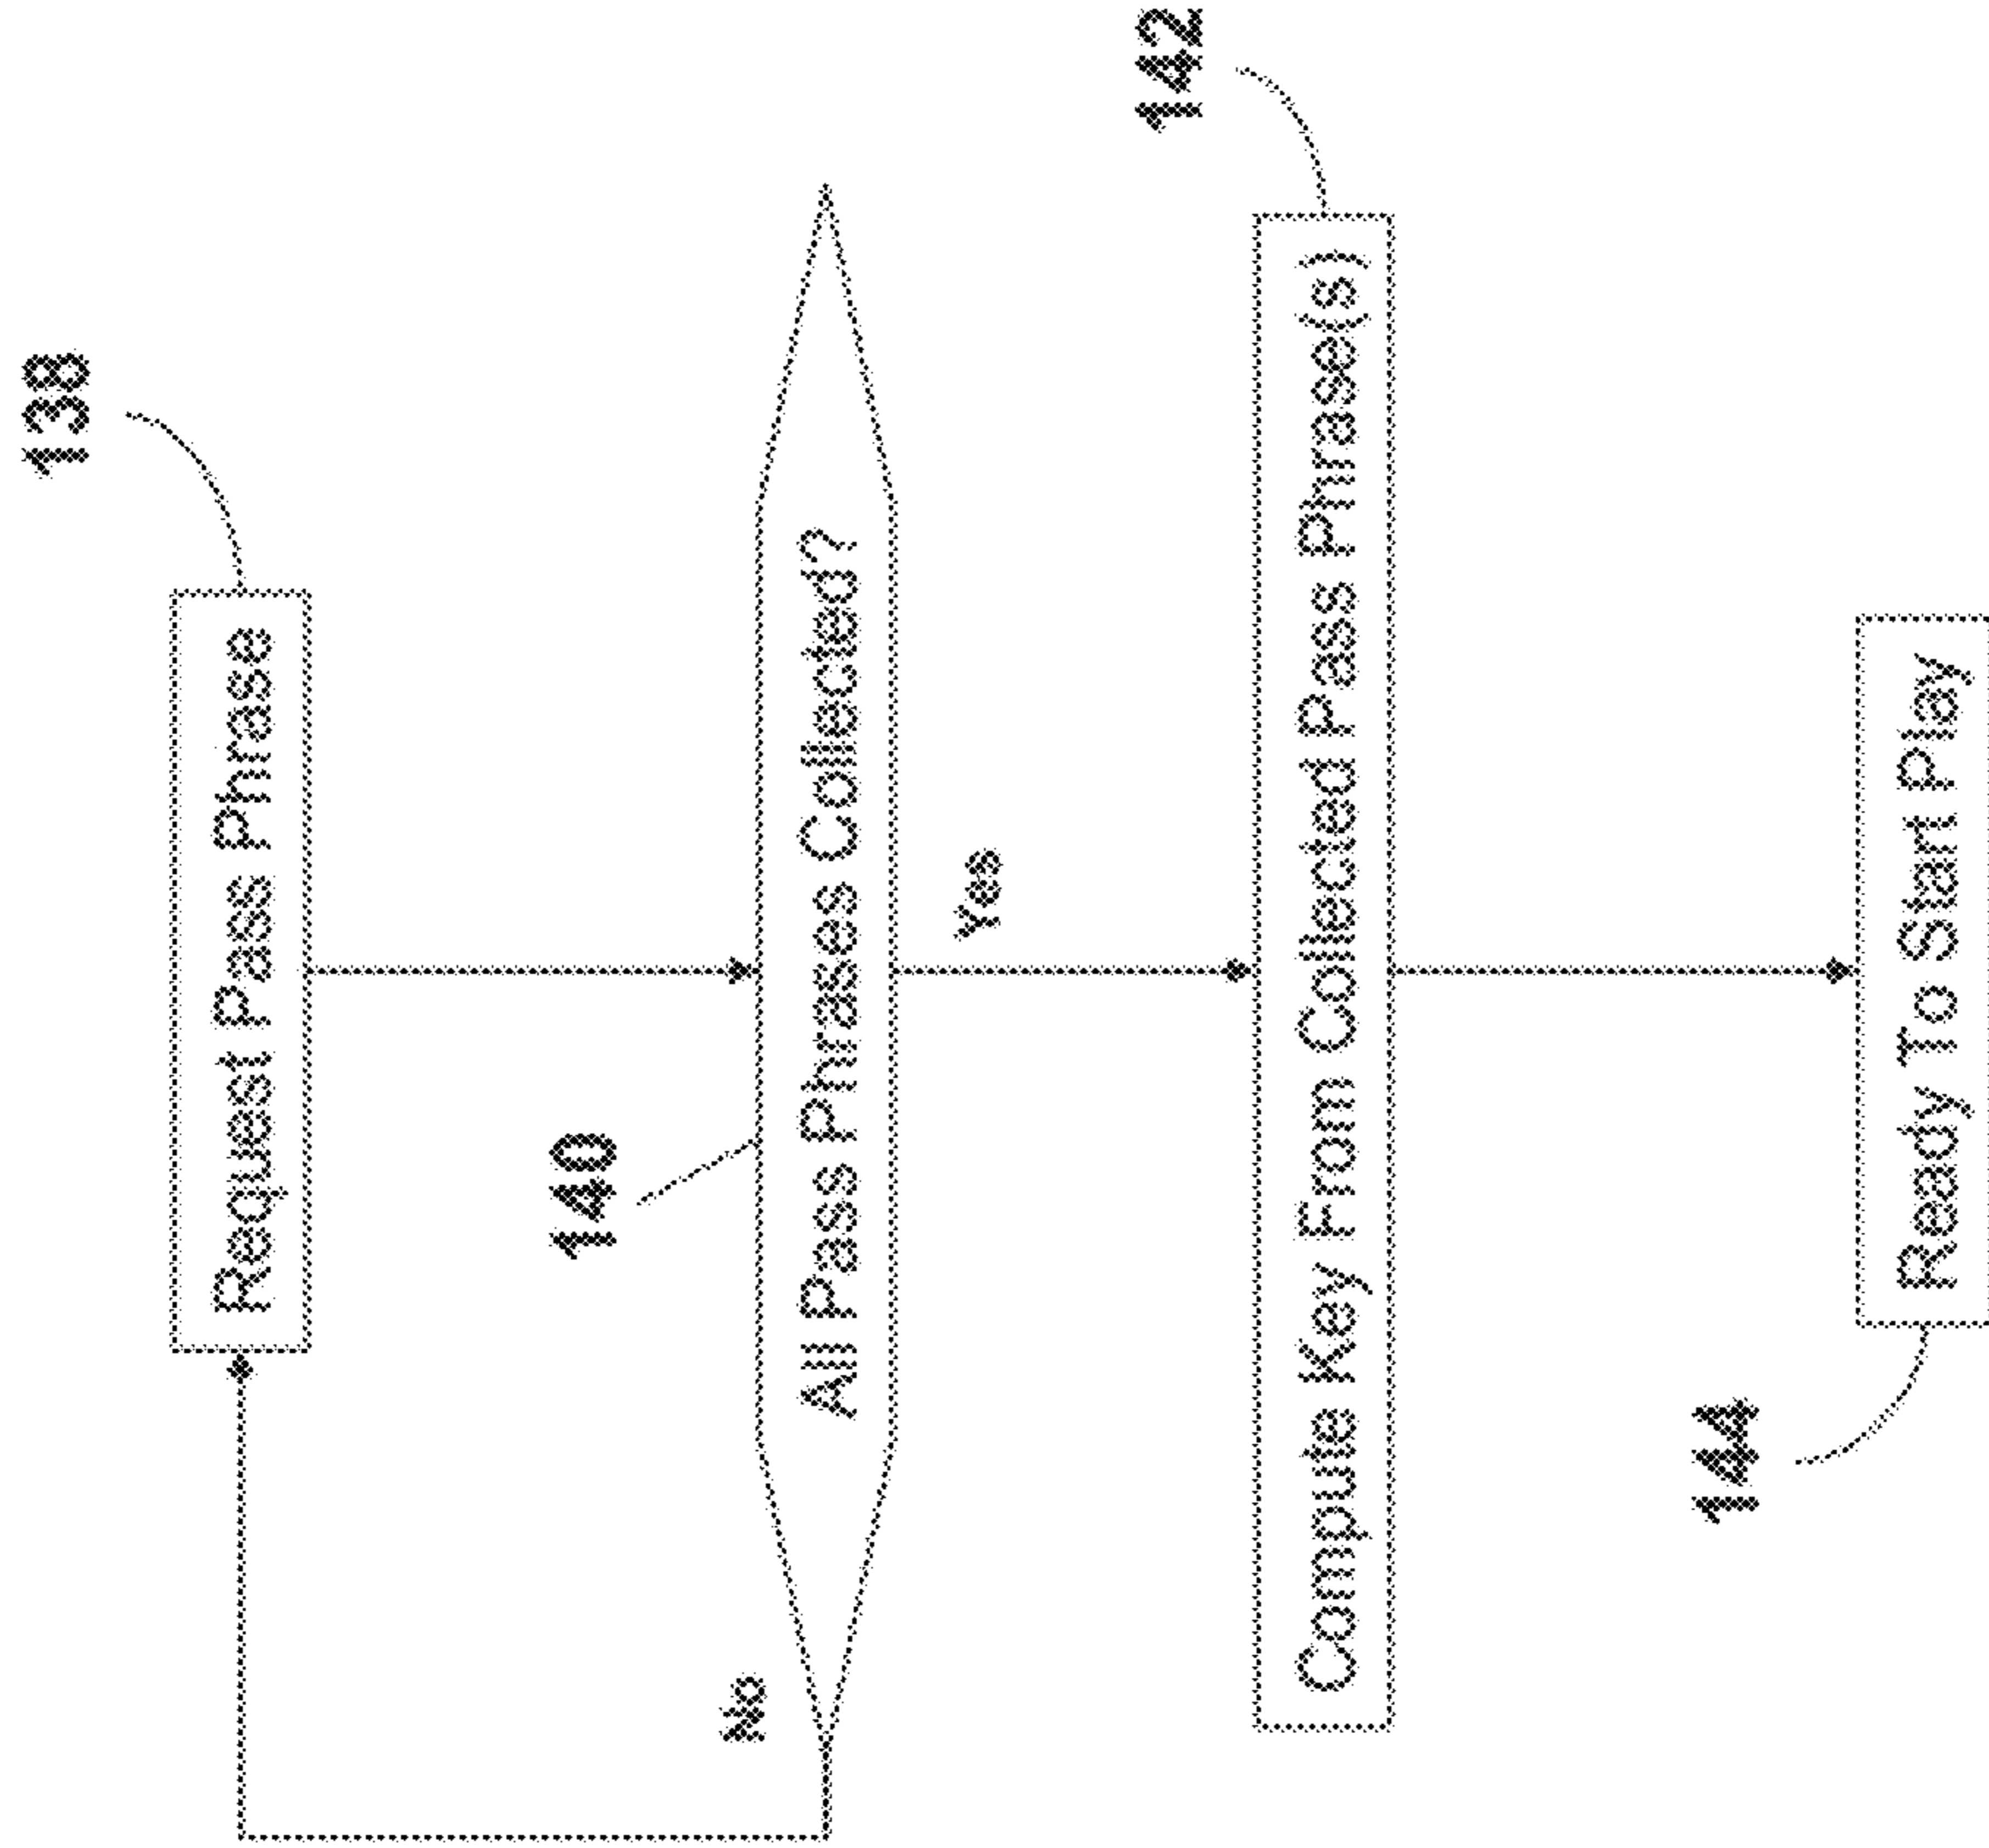 138
Request Pass Phrase
140
All Pass Phrases Collected?
No
Yes
142
Compute Key From Collected Pass Phrase(s)
144
Ready To Start Play